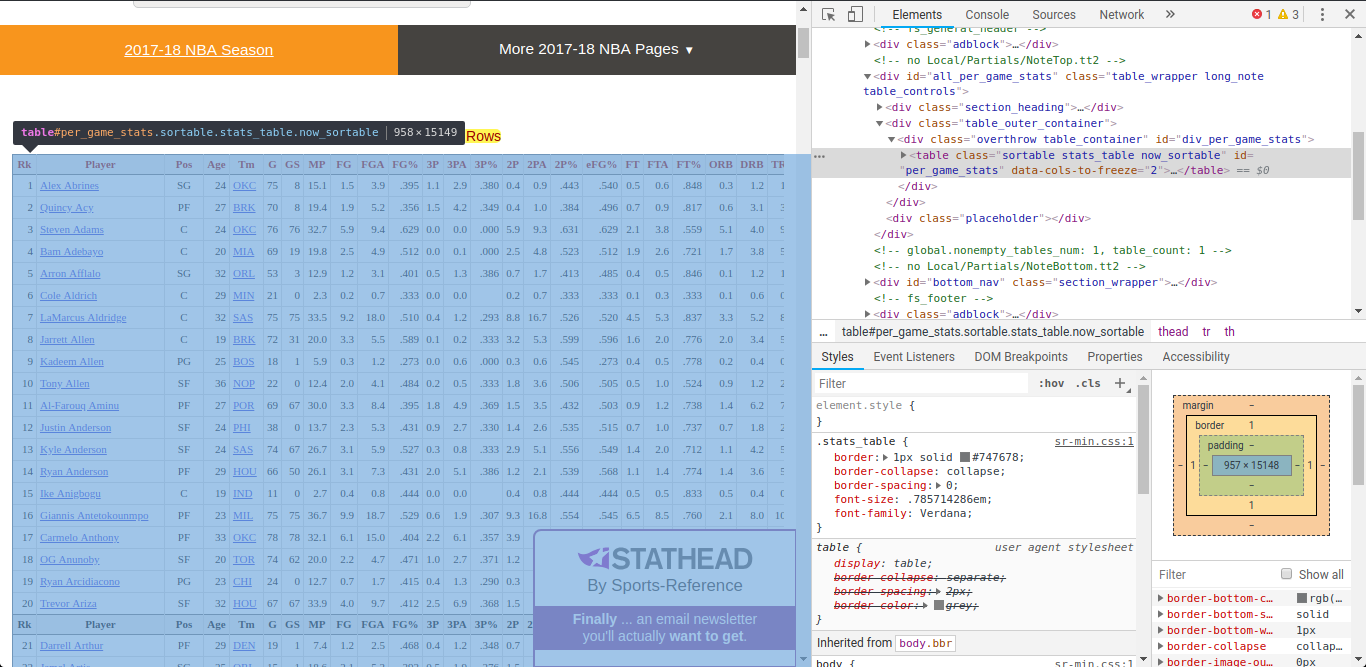 2017-18 NBA Season
More 2017-18 NBA Pages ▼
table#per_game_stats.sortable.stats_table.now_sortable | 958 × 15149
Rows
Rk Player Pos Age Tm G GS MP FG FGA FG% 3P 3PA 3P% 2P 2PA 2P% eFG% FT FTA FT% ORB DRB TR
1 Alex Abrines SG 24 OKC 75 8 15.1 1.5 3.9 .395 1.1 2.9 .380 0.4 0.9 .443 .540 0.5 0.6 .848 0.3 1.2 1
2 Quincy Acy PF 27 BRK 70 8 19.4 1.9 5.2 .356 1.5 4.2 .349 0.4 1.0 .384 .496 0.7 0.9 .817 0.6 3.1
3 Steven Adams C 24 OKC 76 76 32.7 5.9 9.4 .629 0.0 0.0 .000 5.9 9.3 .631 .629 2.1 3.8 .559 5.1 4.0
4 Bam Adebayo C 20 MIA 69 19 19.8 2.5 4.9 .512 0.0 0.1 .000 2.5 4.8 .523 .512 1.9 2.6 .721 1.7 3.8
5 Arron Afflalo SG 32 ORL 53 3 12.9 1.2 3.1 .401 0.5 1.3 .386 0.7 1.7 .413 .485 0.4 0.5 .846 0.1 1.2
6 Cole Aldrich C 29 MIN 21 0 2.3 0.2 0.7 .333 0.0 0.0 0.2 0.7 .333 .333 0.1 0.3 .333 0.1 0.6
7 LaMarcus Aldridge C 32 SAS 75 75 33.5 9.2 18.0 .510 0.4 1.2 .293 8.8 16.7 .526 .520 4.5 5.3 .837 3.3 5.2
8 Jarrett Allen C 19 BRK 72 31 20.0 3.3 5.5 .589 0.1 0.2 .333 3.2 5.3 .599 .596 1.6 2.0 .776 2.0 3.4
9 Kadeem Allen PG 25 BOS 18 1 5.9 0.3 1.2 .273 0.0 0.6 .000 0.3 0.6 .545 .273 0.4 0.5 .778 0.2 0.4
10 Tony Allen SF 36 NOP 22 0 12.4 2.0 4.1 .484 0.2 0.5 .333 1.8 3.6 .506 .505 0.5 1.0 .524 0.9 1.2
11 Al-Farouq Aminu PF 27 POR 69 67 30.0 3.3 8.4 .395 1.8 4.9 .369 1.5 3.5 .432 .503 0.9 1.2 .738 1.4 6.2
12 Justin Anderson SF 24 PHI 38 0 13.7 2.3 5.3 .431 0.9 2.7 .330 1.4 2.6 .535 .515 0.7 1.0 .737 0.7 1.8
13 Kyle Anderson SF 24 SAS 74 67 26.7 3.1 5.9 .527 0.3 0.8 .333 2.9 5.1 .556 .549 1.4 2.0 .712 1.1 4.2
14 Ryan Anderson PF 29 HOU 66 50 26.1 3.1 7.3 .431 2.0 5.1 .386 1.2 2.1 .539 .568 1.1 1.4 .774 1.4 3.6
15 Ike Anigbogu C 19 IND 11 0 2.7 0.4 0.8 .444 0.0 0.0 0.4 0.8 .444 .444 0.5 0.5 .833 0.5 0.4
16 Giannis Antetokounmpo PF 23 MIL 75 75 36.7 9.9 18.7 .529 0.6 1.9 .307 9.3 16.8 .554 .545 6.5 8.5 .760 2.1 8.0
17 Carmelo Anthony PF 33 OKC 78 78 32.1 6.1 15.0 .404 2.2 6.1 .357 3.9
18 OG Anunoby SF 20 TOR 74 62 20.0 2.2 4.7 .471 1.0 2.7 .371 1.2
19 Ryan Arcidiacono PG 23 CHI 24 0 12.7 0.7 1.7 .415 0.4 1.3 .290 0.3
20 Trevor Ariza SF 32 HOU 67 67 33.9 4.0 9.7 .412 2.5 6.9 .368 1.5
Rk Player Pos Age Tm G GS MP FG FGA FG% 3P 3PA 3P% 2P
21 Darrell Arthur PF 29 DEN 19 1 7.4 1.2 2.5 .468 0.4 1.2 .348 0.7
STATHEAD
By Sports-Reference
Finally ... an email newsletter
you'll actually want to get.
Elements Console Sources Network » 1 3
<!-- fs_general_header -->
<div class="adblock">…</div>
<!-- no Local/Partials/NoteTop.tt2 -->
<div id="all_per_game_stats" class="table_wrapper long_note
table_controls">
<div class="section_heading">…</div>
<div class="table_outer_container">
<div class="overthrow table_container" id="div_per_game_stats">
<table class="sortable stats_table now_sortable" id=
"per_game_stats" data-cols-to-freeze="2">…</table> == $0
</div>
</div>
<div class="placeholder"></div>
</div>
<!-- global.nonempty_tables_num: 1, table_count: 1 -->
<!-- no Local/Partials/NoteBottom.tt2 -->
<div id="bottom_nav" class="section_wrapper">…</div>
<!-- fs_footer -->
<div class="adblock">…</div>
... table#per_game_stats.sortable.stats_table.now_sortable thead tr th
Styles Event Listeners DOM Breakpoints Properties Accessibility
Filter :hov .cls +
element.style {
}
.stats_table { sr-min.css:1
border: 1px solid #747678;
border-collapse: collapse;
border-spacing: 0;
font-size: .785714286em;
font-family: Verdana;
}
table { user agent stylesheet
display: table;
border-collapse: separate;
border-spacing: 2px;
border-color: grey;
}
Inherited from body.bbr
body { sr-min.css:1
margin –
border 1
padding –
– 1 – 957 × 15148 – 1 –
–
1
–
Filter Show all
border-bottom-c… rgb(…
border-bottom-s… solid
border-bottom-w… 1px
border-collapse collap…
border-image-ou… 0px